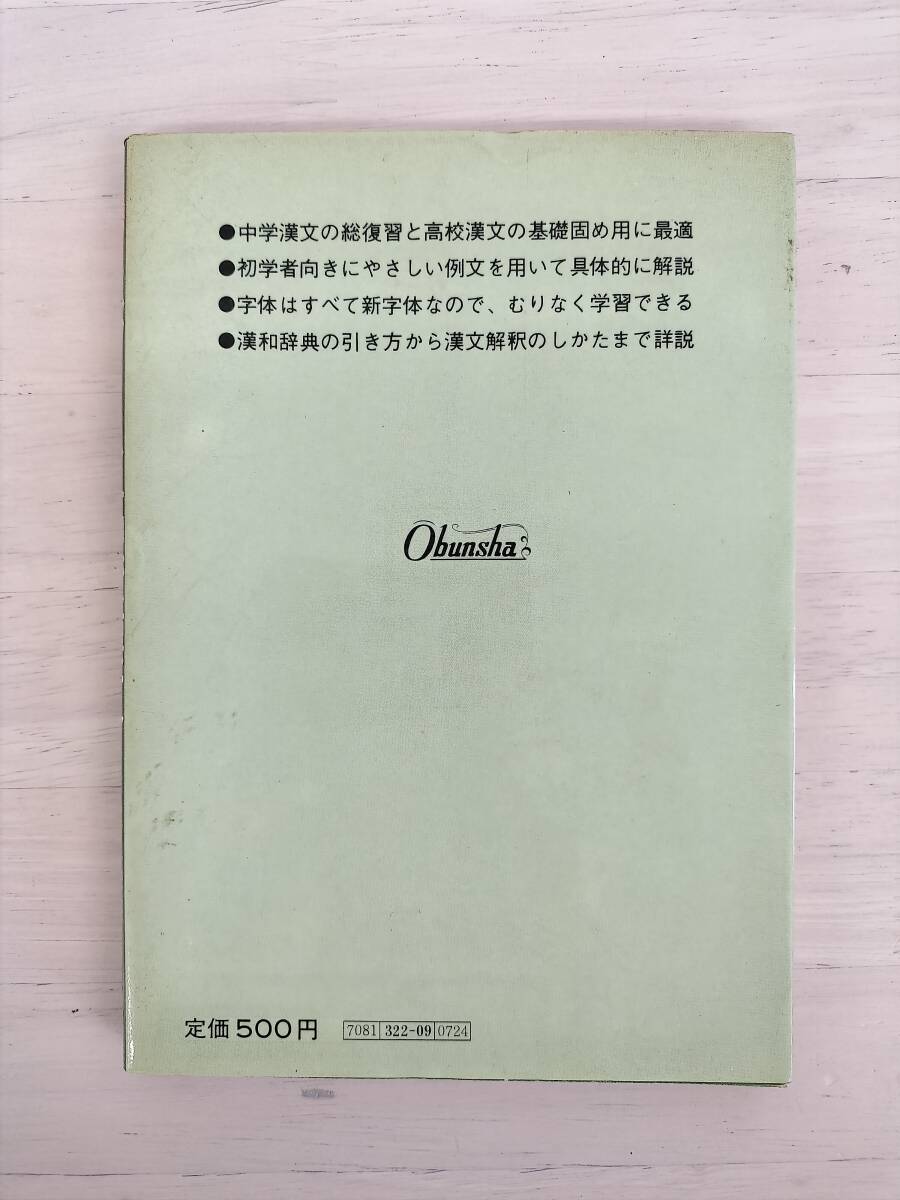 ●中学漢文の総復習と高校漢文の基礎固め用に最適
●初学者向きにやさしい例文を用いて具体的に解説
●字体はすべて新字体なので、むりなく学習できる
●漢和辞典の引き方から漢文解釈のしかたまで詳説
Obunsha
定価500円 7081 322-09 0724